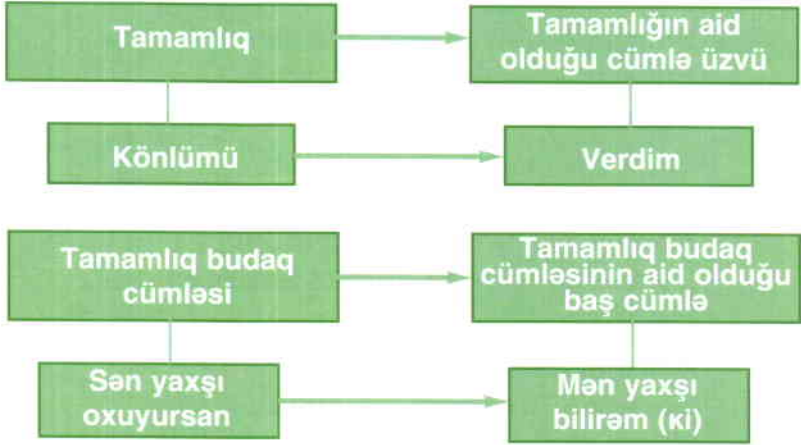 Tamamlıq
Tamamlığın aid
olduğu cümlə üzvü
Könlümü
Verdim
Tamamlıq budaq
cümləsi
Tamamlıq budaq
cümləsinin aid olduğu
baş cümlə
Sən yaxşı
oxuyursan
Mən yaxşı
bilirəm (кi)